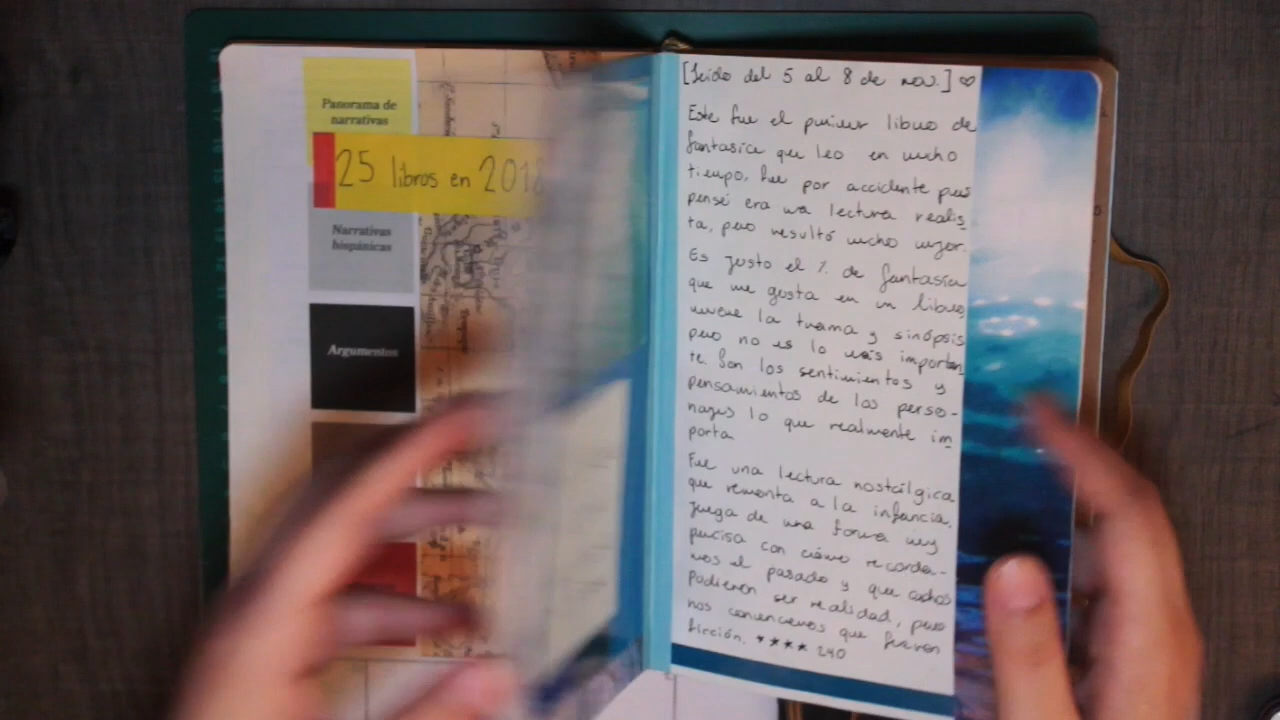 Panorama de
narrativas
25 libros en 2018
Narrativas
hispánicas
Argumentos
[Leído del 5 al 8 de nov.] ♡
Este fue el primer libro de
fantasía que leo en mucho
tiempo, fue por accidente pues
pensé era una lectura realis
ta, pero resultó mucho mejor.
Es justo el % de fantasía
que me gusta en un libro,
mueve la trama y sinópsis
pero no es lo más importan
te. Son los sentimientos y
pensamientos de los perso-
najes lo que realmente im
porta.
Fue una lectura nostálgica
que remonta a la infancia,
juega de una forma muy
precisa con cómo recorda-
mos el pasado y que cosas
pudieron ser realidad, pero
nos convencemos que fueron
ficción. ★★★★ 240